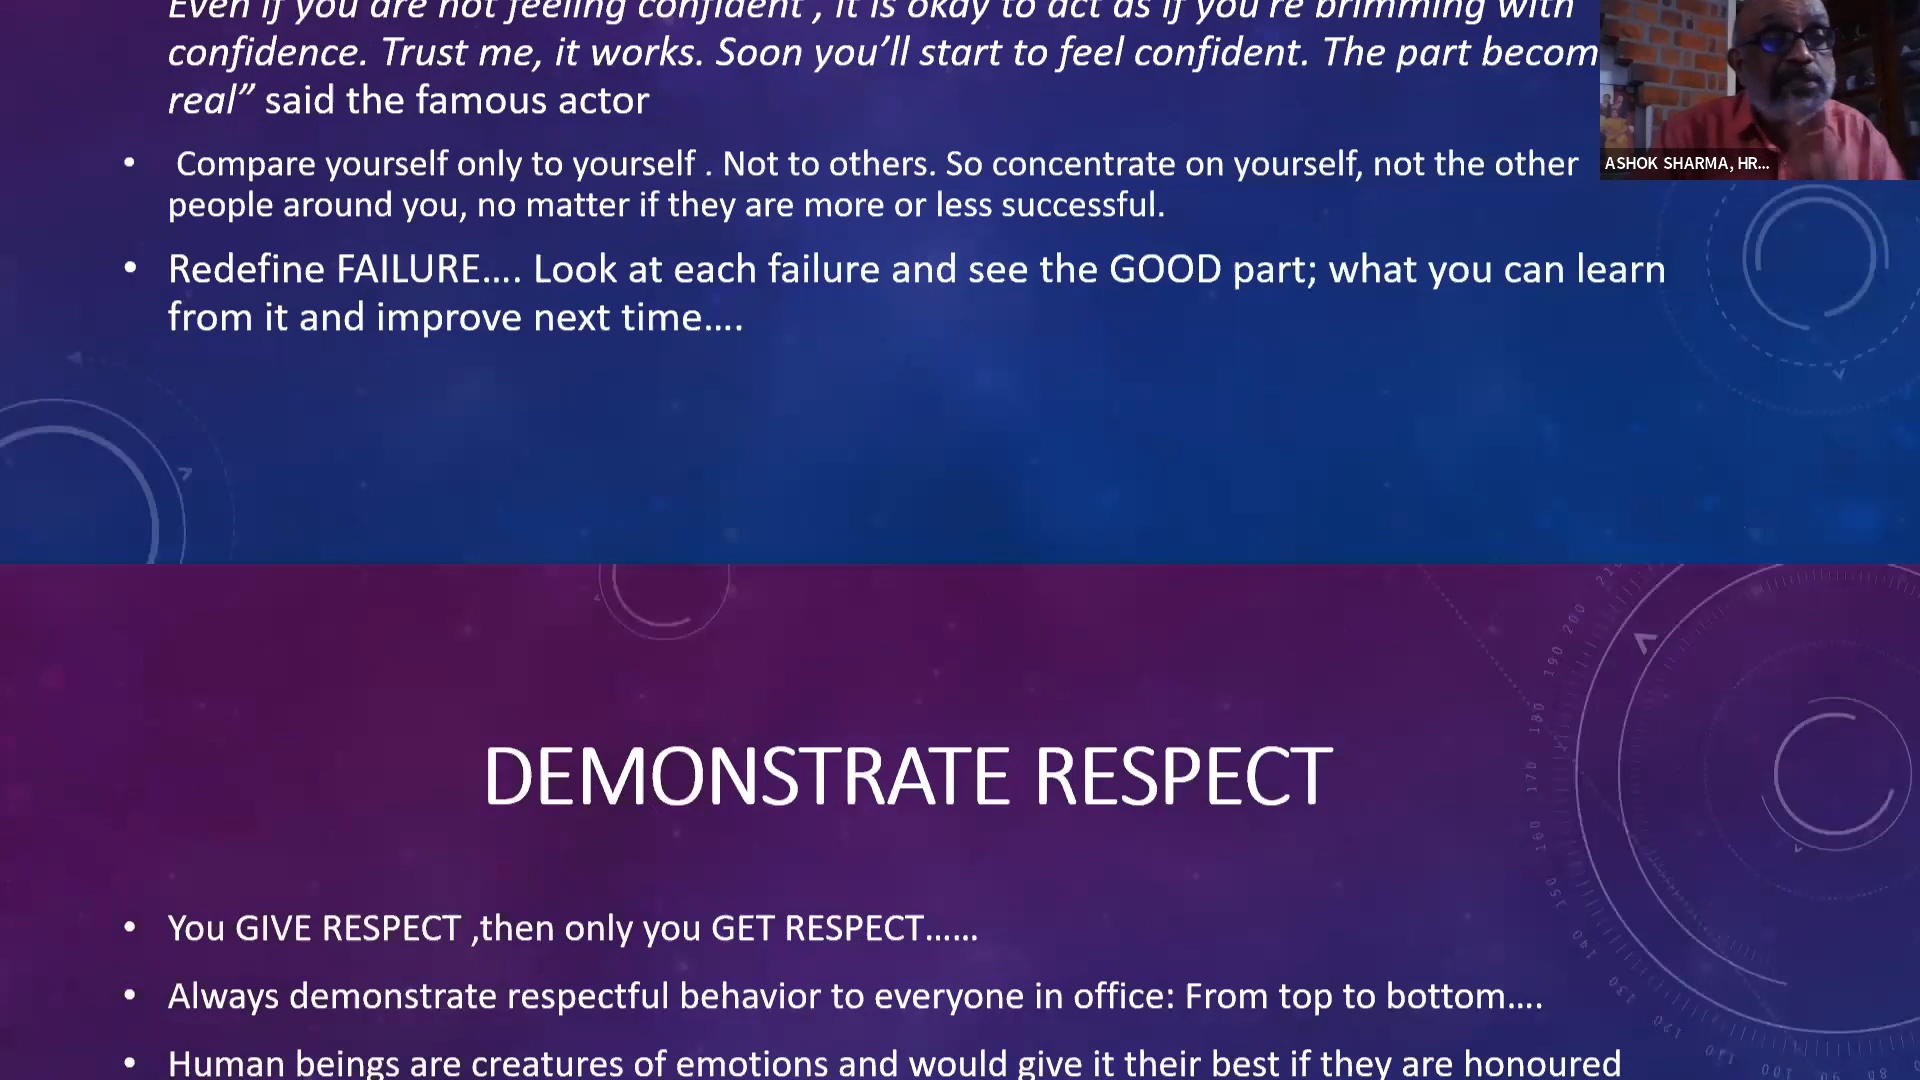 Even if you are not feeling confident , it is okay to act as if you're brimming with
confidence. Trust me, it works. Soon you’ll start to feel confident. The part becom
real” said the famous actor
• Compare yourself only to yourself . Not to others. So concentrate on yourself, not the other
people around you, no matter if they are more or less successful.
• Redefine FAILURE.... Look at each failure and see the GOOD part; what you can learn
from it and improve next time....
ASHOK SHARMA, HR...
DEMONSTRATE RESPECT
• You GIVE RESPECT ,then only you GET RESPECT......
• Always demonstrate respectful behavior to everyone in office: From top to bottom....
• Human beings are creatures of emotions and would give it their best if they are honoured